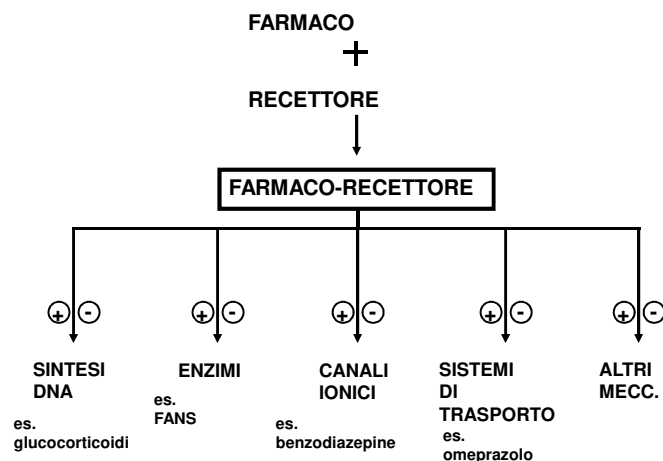 FARMACO
+
RECETTORE
FARMACO-RECETTORE
+ - + - + - + - + -
SINTESI
DNA
es.
glucocorticoidi
ENZIMI
es.
FANS
CANALI
IONICI
es.
benzodiazepine
SISTEMI
DI
TRASPORTO
es.
omeprazolo
ALTRI
MECC.